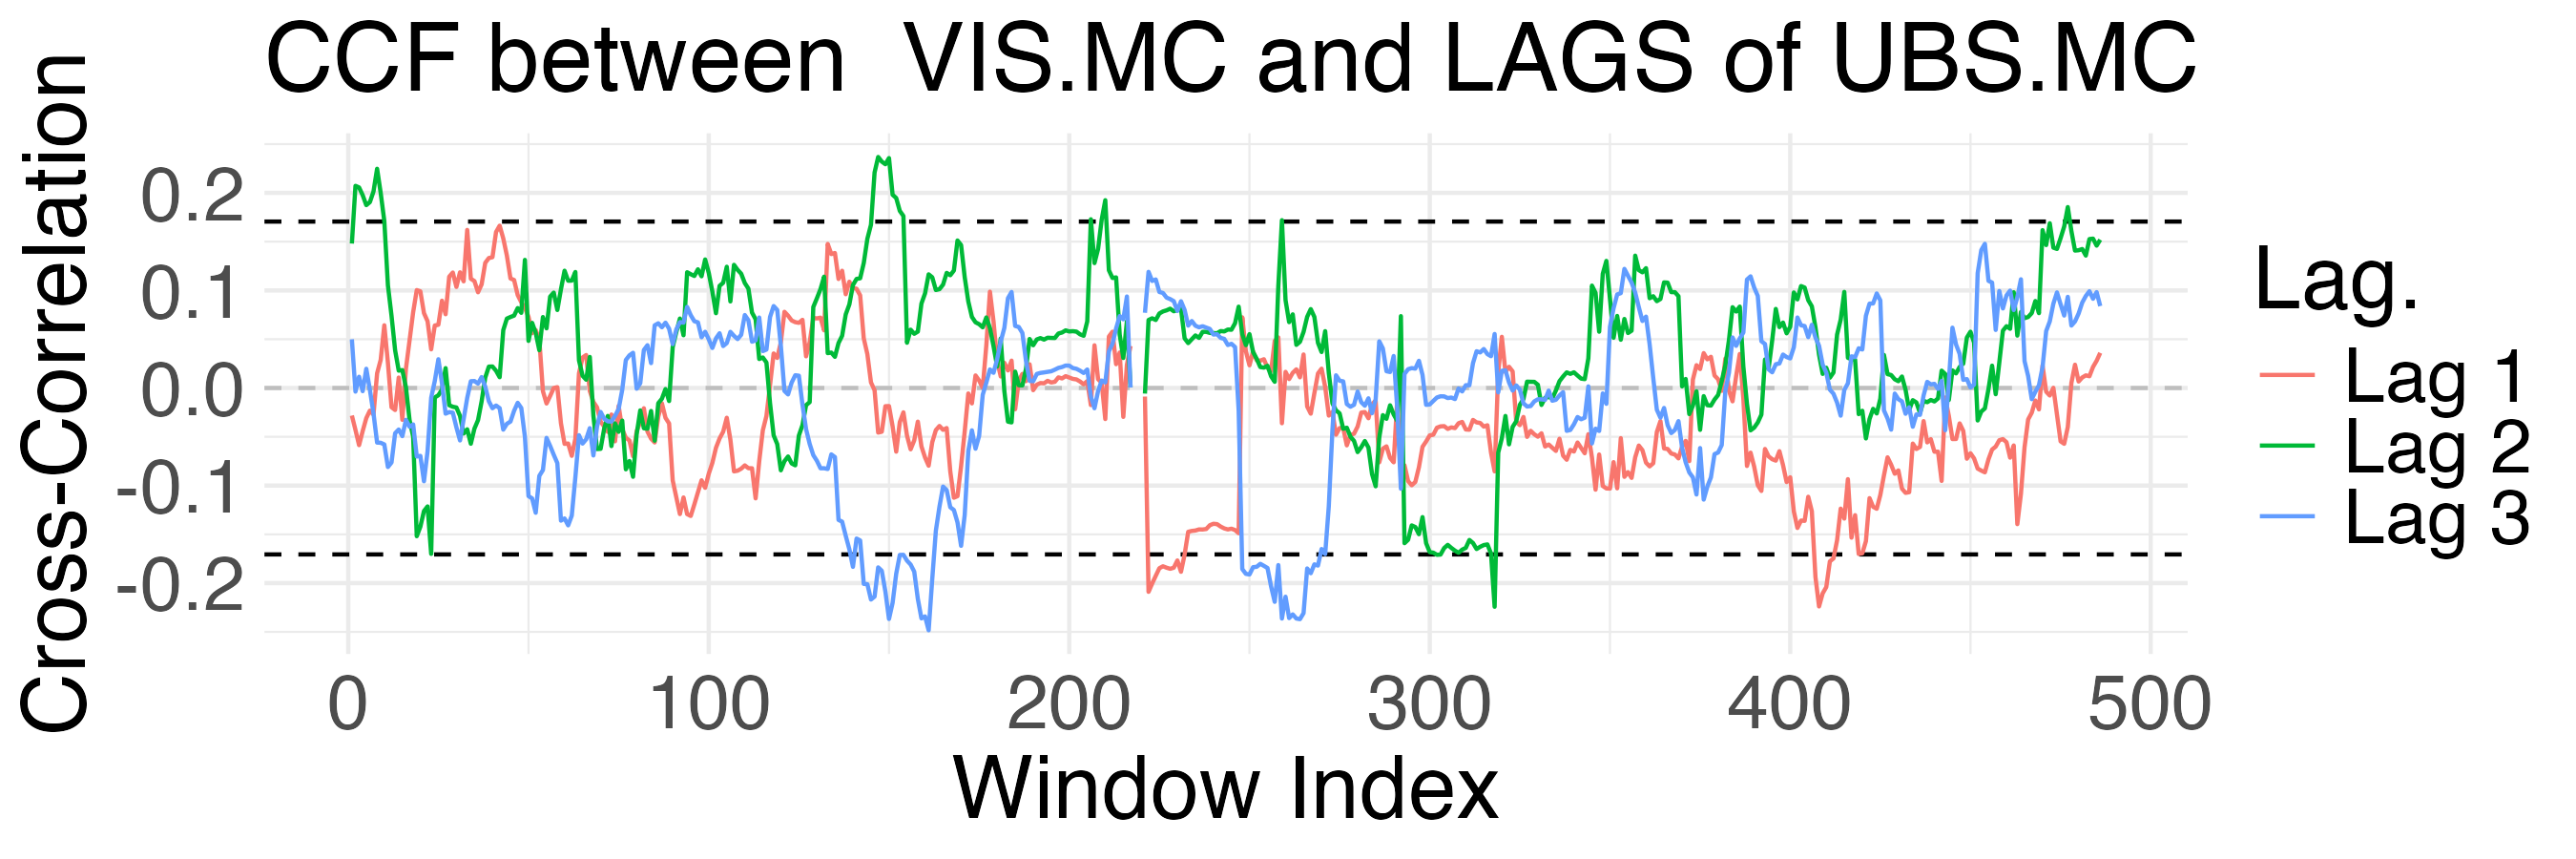 CCF between  VIS.MC and LAGS of UBS.MC
Cross-Correlation
0.2
0.1
0.0
-0.1
-0.2
0 100 200 300 400 500
Window Index
Lag.
Lag 1
Lag 2
Lag 3